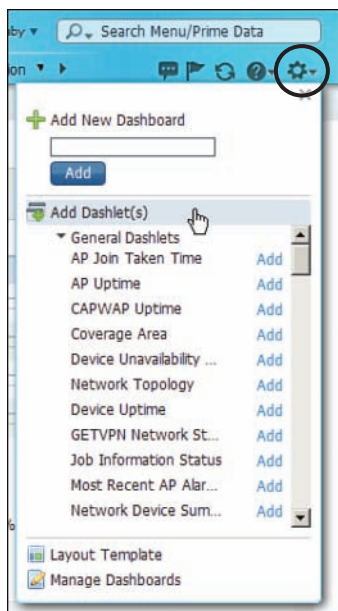 by
Search Menu/Prime Data
ion
Add New Dashboard
Add
Add Dashlet(s)
General Dashlets
AP Join Taken Time Add
AP Uptime Add
CAPWAP Uptime Add
Coverage Area Add
Device Unavailability ... Add
Network Topology Add
Device Uptime Add
GETVPN Network St... Add
Job Information Status Add
Most Recent AP Alar... Add
Network Device Sum... Add
%
Layout Template
Manage Dashboards